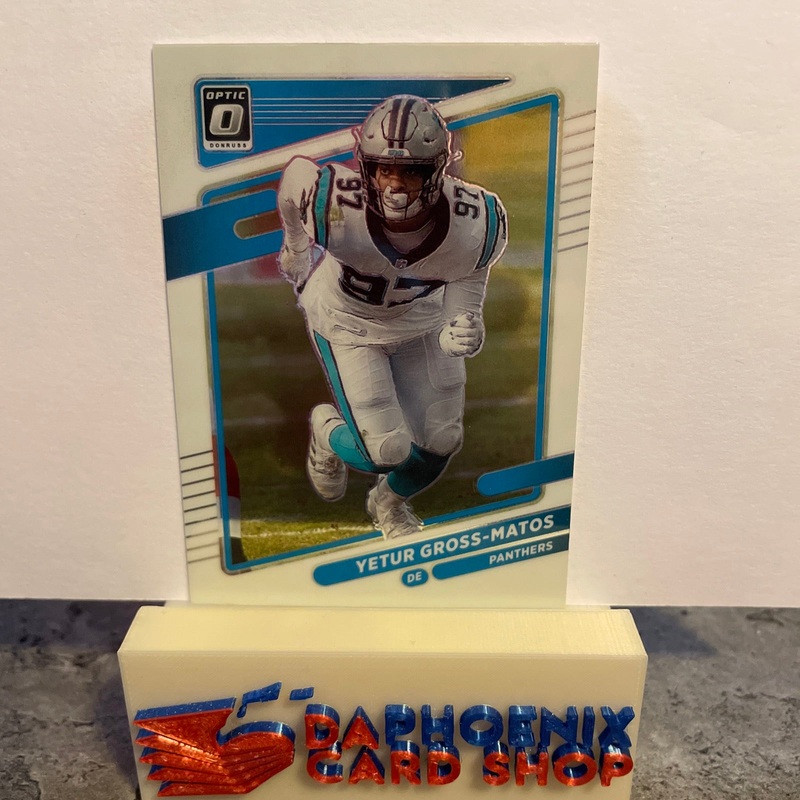 OPTIC
O
DONRUSS
97
97
97
YETUR GROSS-MATOS
DE
PANTHERS
DAPHOENIX
CARD SHOP